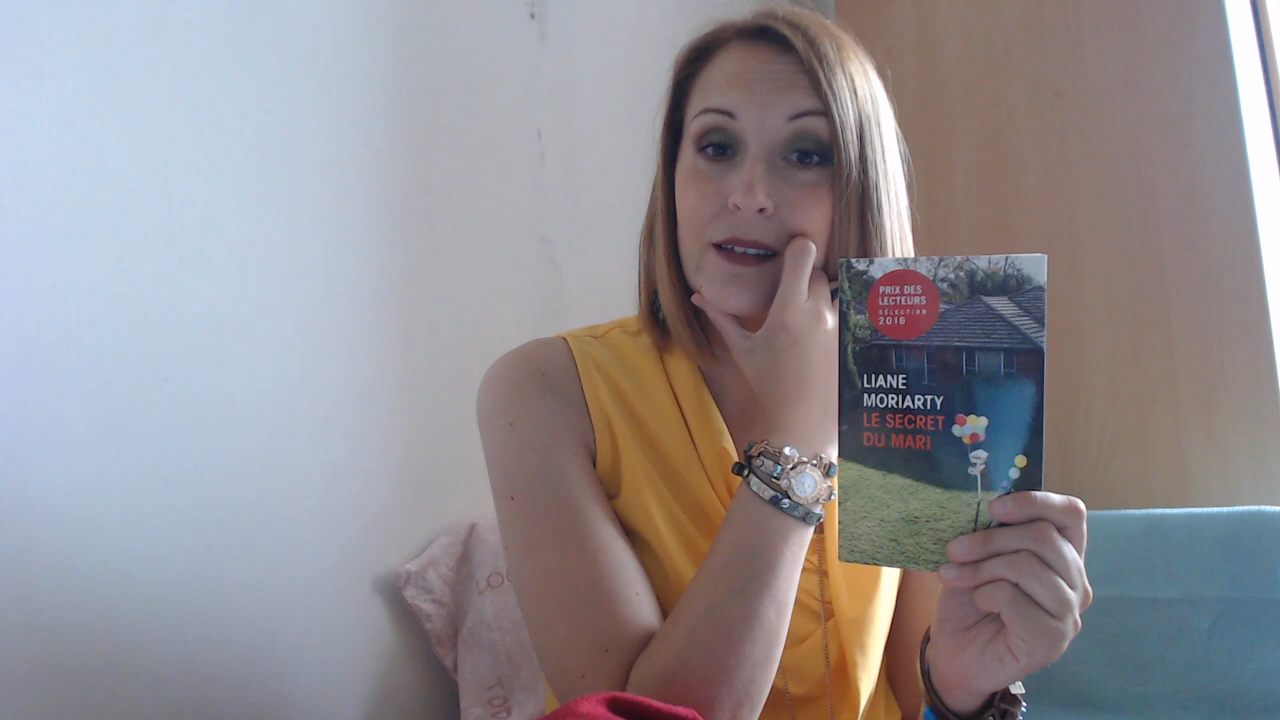 PRIX DES
LECTEURS
SÉLECTION
2016
LIANE
MORIARTY
LE SECRET
DU MARI